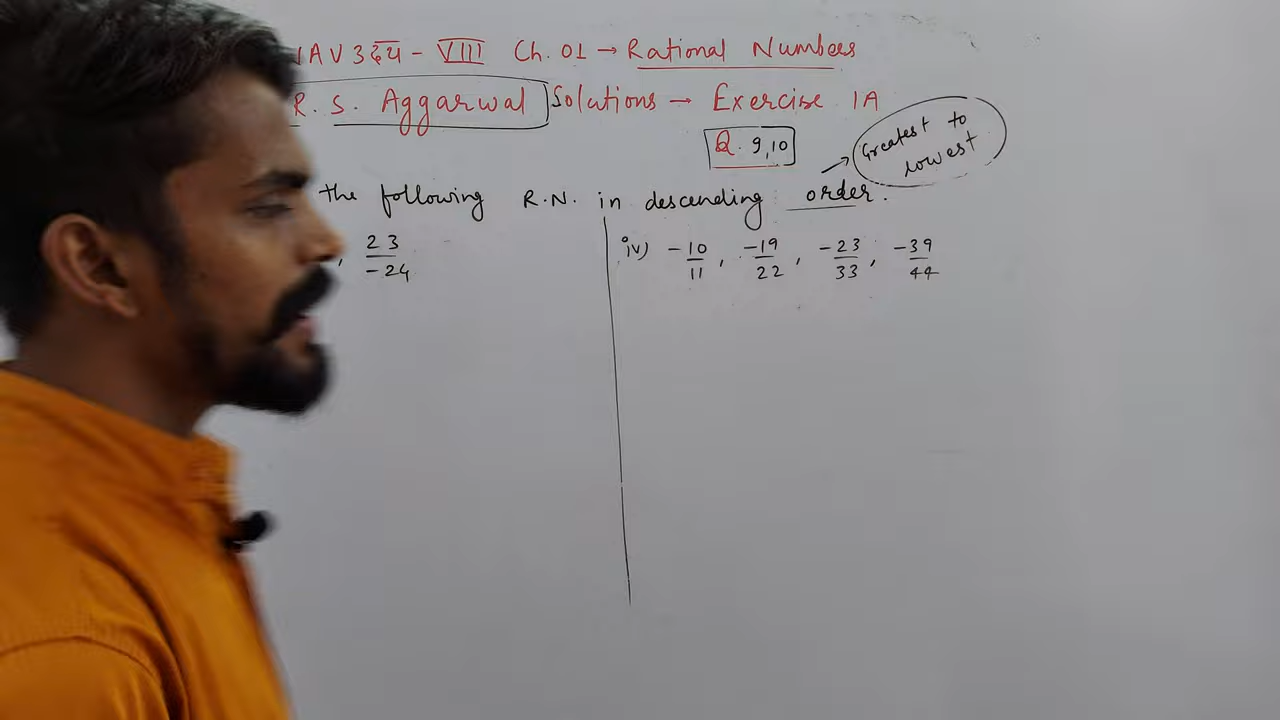 VIII Ch. 01 → Rational Numbers
R. S. Aggarwal Solutions → Exercise 1A
Q. 9,10
Greatest to lowest
the following R.N. in descending order.
, 23/-24
iv) -10/11 , -19/22 , -23/33 , -39/44